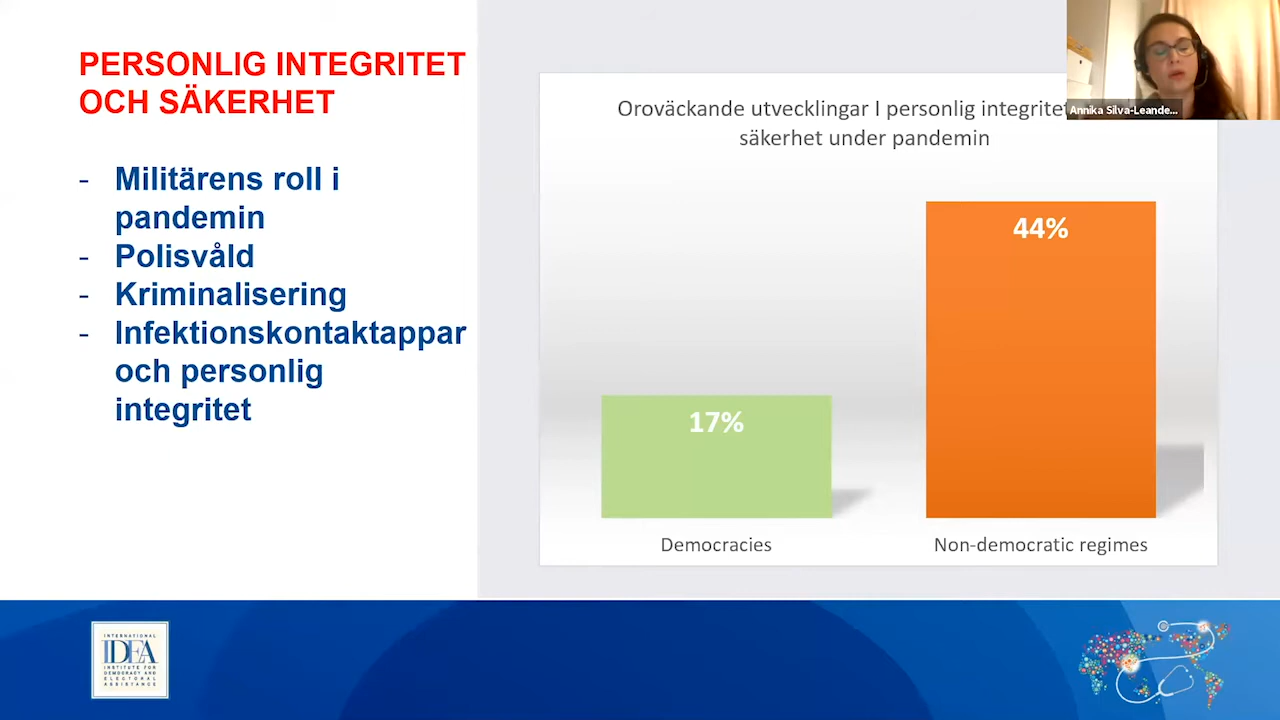 PERSONLIG INTEGRITET
OCH SÄKERHET
- Militärens roll i
pandemin
- Polisvåld
- Kriminalisering
- Infektionskontaktappar
och personlig
integritet
Oroväckande utvecklingar I personlig integritet
säkerhet under pandemin
44%
17%
Democracies
Non-democratic regimes
Annika Silva-Leande...
INTERNATIONAL
IDEA
INSTITUTE FOR
DEMOCRACY AND
ELECTORAL
ASSISTANCE